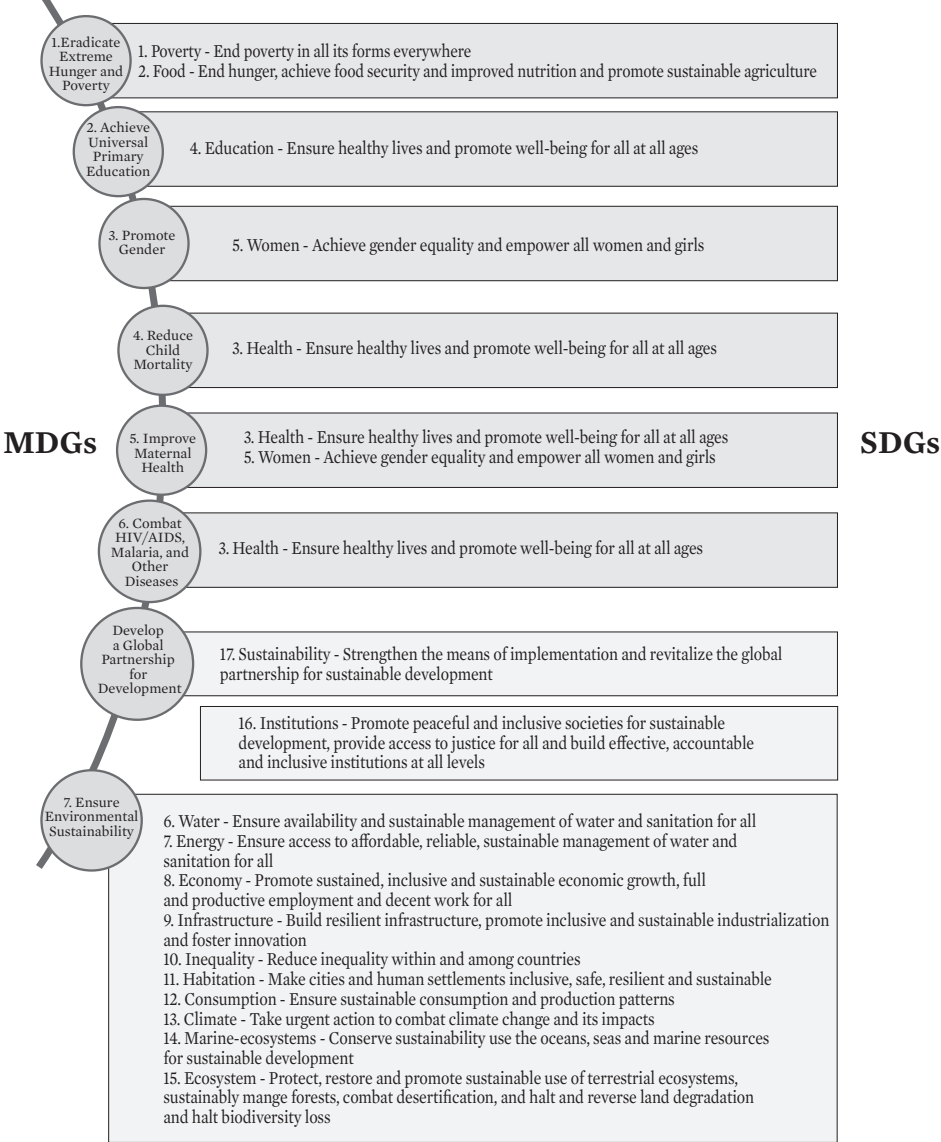 1.Eradicate
Extreme
Hunger and
Poverty
1. Poverty - End poverty in all its forms everywhere
2. Food - End hunger, achieve food security and improved nutrition and promote sustainable agriculture
2. Achieve
Universal
Primary
Education
4. Education - Ensure healthy lives and promote well-being for all at all ages
3. Promote
Gender
5. Women - Achieve gender equality and empower all women and girls
4. Reduce
Child
Mortality
3. Health - Ensure healthy lives and promote well-being for all at all ages
MDGs
5. Improve
Maternal
Health
3. Health - Ensure healthy lives and promote well-being for all at all ages
5. Women - Achieve gender equality and empower all women and girls
SDGs
6. Combat
HIV/AIDS,
Malaria, and
Other
Diseases
3. Health - Ensure healthy lives and promote well-being for all at all ages
Develop
a Global
Partnership
for
Development
17. Sustainability - Strengthen the means of implementation and revitalize the global
partnership for sustainable development
16. Institutions - Promote peaceful and inclusive societies for sustainable
development, provide access to justice for all and build effective, accountable
and inclusive institutions at all levels
7. Ensure
Environmental
Sustainability
6. Water - Ensure availability and sustainable management of water and sanitation for all
7. Energy - Ensure access to affordable, reliable, sustainable management of water and
sanitation for all
8. Economy - Promote sustained, inclusive and sustainable economic growth, full
and productive employment and decent work for all
9. Infrastructure - Build resilient infrastructure, promote inclusive and sustainable industrialization
and foster innovation
10. Inequality - Reduce inequality within and among countries
11. Habitation - Make cities and human settlements inclusive, safe, resilient and sustainable
12. Consumption - Ensure sustainable consumption and production patterns
13. Climate - Take urgent action to combat climate change and its impacts
14. Marine-ecosystems - Conserve sustainability use the oceans, seas and marine resources
for sustainable development
15. Ecosystem - Protect, restore and promote sustainable use of terrestrial ecosystems,
sustainably mange forests, combat desertification, and halt and reverse land degradation
and halt biodiversity loss